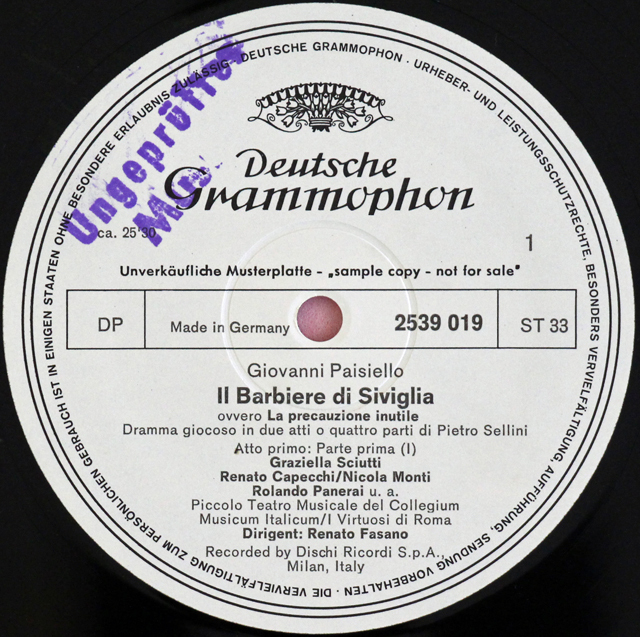 DEUTSCHE GRAMMOPHON · URHEBER- UND LEISTUNGSSCHUTZRECHTE, BESONDERS VERVIELFÄLTIGUNG, AUFFÜHRUNG, SENDUNG VORBEHALTEN · DIE VERVIELFÄLTIGUNG ZUM PERSÖNLICHEN GEBRAUCH IST IN EINIGEN STAATEN OHNE BESONDERE ERLAUBNIS ZULÄSSIG ·
Deutsche
Grammophon
ca. 25'30
1
Unverkäufliche Musterplatte - „sample copy - not for sale"
DP
Made in Germany
2539 019
ST 33
Giovanni Paisiello
Il Barbiere di Siviglia
ovvero La precauzione inutile
Dramma giocoso in due atti o quattro parti di Pietro Sellini
Atto primo: Parte prima (I)
Graziella Sciutti
Renato Capecchi/Nicola Monti
Rolando Panerai u. a.
Piccolo Teatro Musicale del Collegium
Musicum Italicum/I Virtuosi di Roma
Dirigent: Renato Fasano
Recorded by Dischi Ricordi S.p.A.,
Milan, Italy